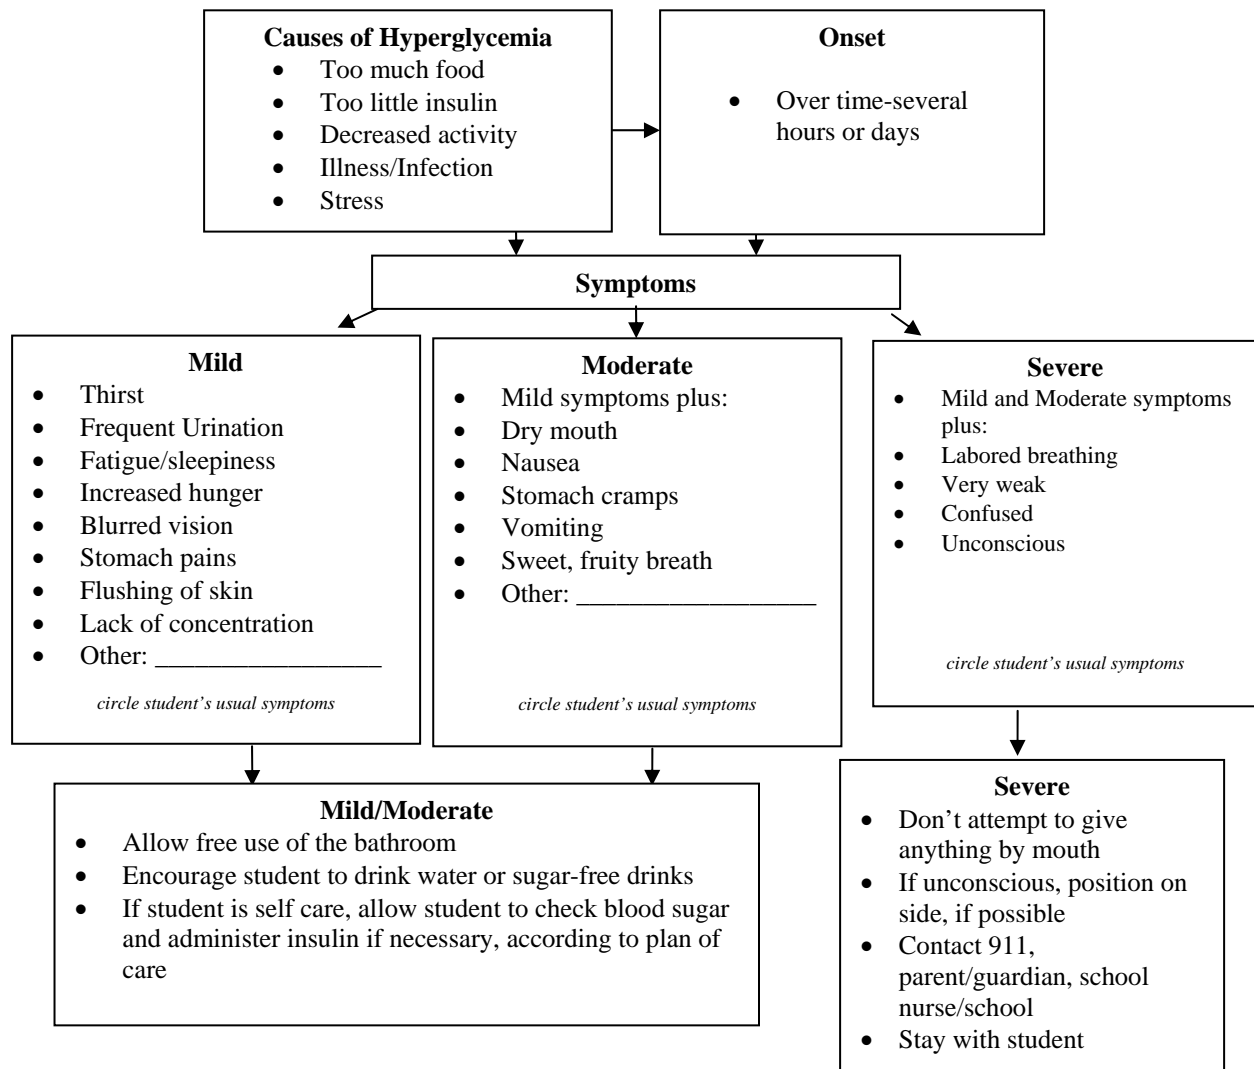 Causes of Hyperglycemia
• Too much food
• Too little insulin
• Decreased activity
• Illness/Infection
• Stress
Onset
• Over time-several
hours or days
Symptoms
Mild
• Thirst
• Frequent Urination
• Fatigue/sleepiness
• Increased hunger
• Blurred vision
• Stomach pains
• Flushing of skin
• Lack of concentration
• Other: _________________
circle student’s usual symptoms
Moderate
• Mild symptoms plus:
• Dry mouth
• Nausea
• Stomach cramps
• Vomiting
• Sweet, fruity breath
• Other: __________________
circle student’s usual symptoms
Severe
• Mild and Moderate symptoms
plus:
• Labored breathing
• Very weak
• Confused
• Unconscious
circle student’s usual symptoms
Mild/Moderate
• Allow free use of the bathroom
• Encourage student to drink water or sugar-free drinks
• If student is self care, allow student to check blood sugar
and administer insulin if necessary, according to plan of
care
Severe
• Don’t attempt to give
anything by mouth
• If unconscious, position on
side, if possible
• Contact 911,
parent/guardian, school
nurse/school
• Stay with student